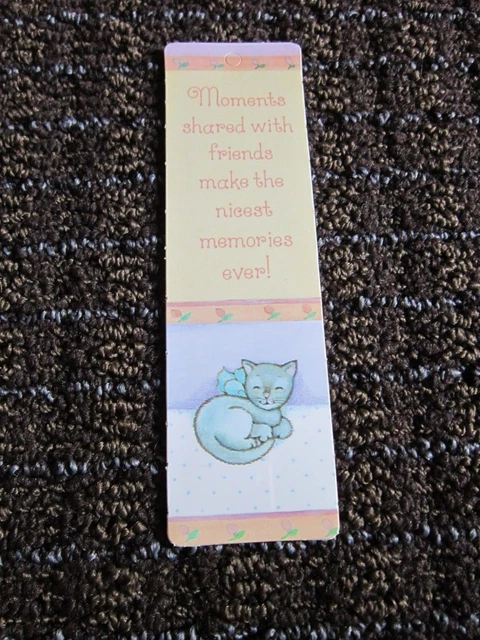 Moments
shared with
friends
make the
nicest
memories
ever!